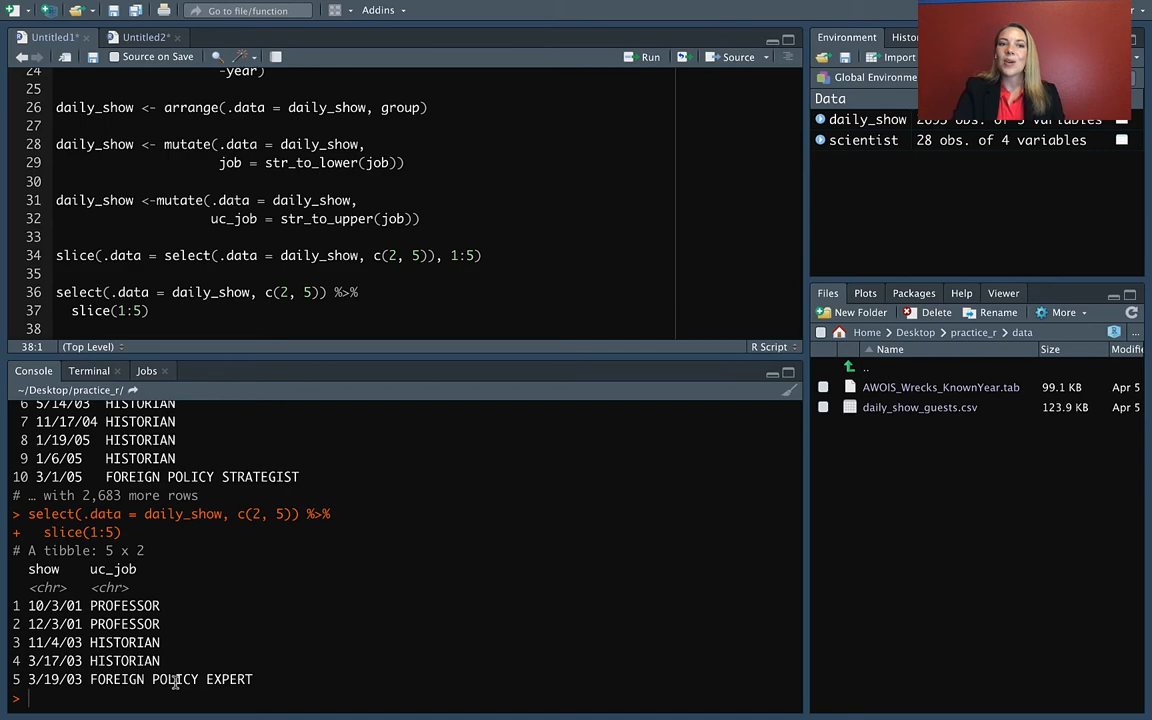 Go to file/function
Addins
Untitled1*
Untitled2*
Source on Save
Run
Source
24
-year)
25
26 daily_show <- arrange(.data = daily_show, group)
27
28 daily_show <- mutate(.data = daily_show,
29 job = str_to_lower(job))
30
31 daily_show <-mutate(.data = daily_show,
32 uc_job = str_to_upper(job))
33
34 slice(.data = select(.data = daily_show, c(2, 5)), 1:5)
35
36 select(.data = daily_show, c(2, 5)) %>%
37 slice(1:5)
38
38:1 (Top Level) R Script
Console Terminal Jobs
~/Desktop/practice_r/
6 5/14/03 HISTORIAN
7 11/17/04 HISTORIAN
8 1/19/05 HISTORIAN
9 1/6/05 HISTORIAN
10 3/1/05 FOREIGN POLICY STRATEGIST
# … with 2,683 more rows
> select(.data = daily_show, c(2, 5)) %>%
+ slice(1:5)
# A tibble: 5 x 2
show uc_job
<chr> <chr>
1 10/3/01 PROFESSOR
2 12/3/01 PROFESSOR
3 11/4/03 HISTORIAN
4 3/17/03 HISTORIAN
5 3/19/03 FOREIGN POLICY EXPERT
>
Environment
Import
Global Environme
Data
daily_show 2693 obs. of 5 variables
scientist 28 obs. of 4 variables
Files Plots Packages Help Viewer
New Folder Delete Rename More
Home Desktop practice_r data
Name Size Modifie
..
AWOIS_Wrecks_KnownYear.tab 99.1 KB Apr 5
daily_show_guests.csv 123.9 KB Apr 5